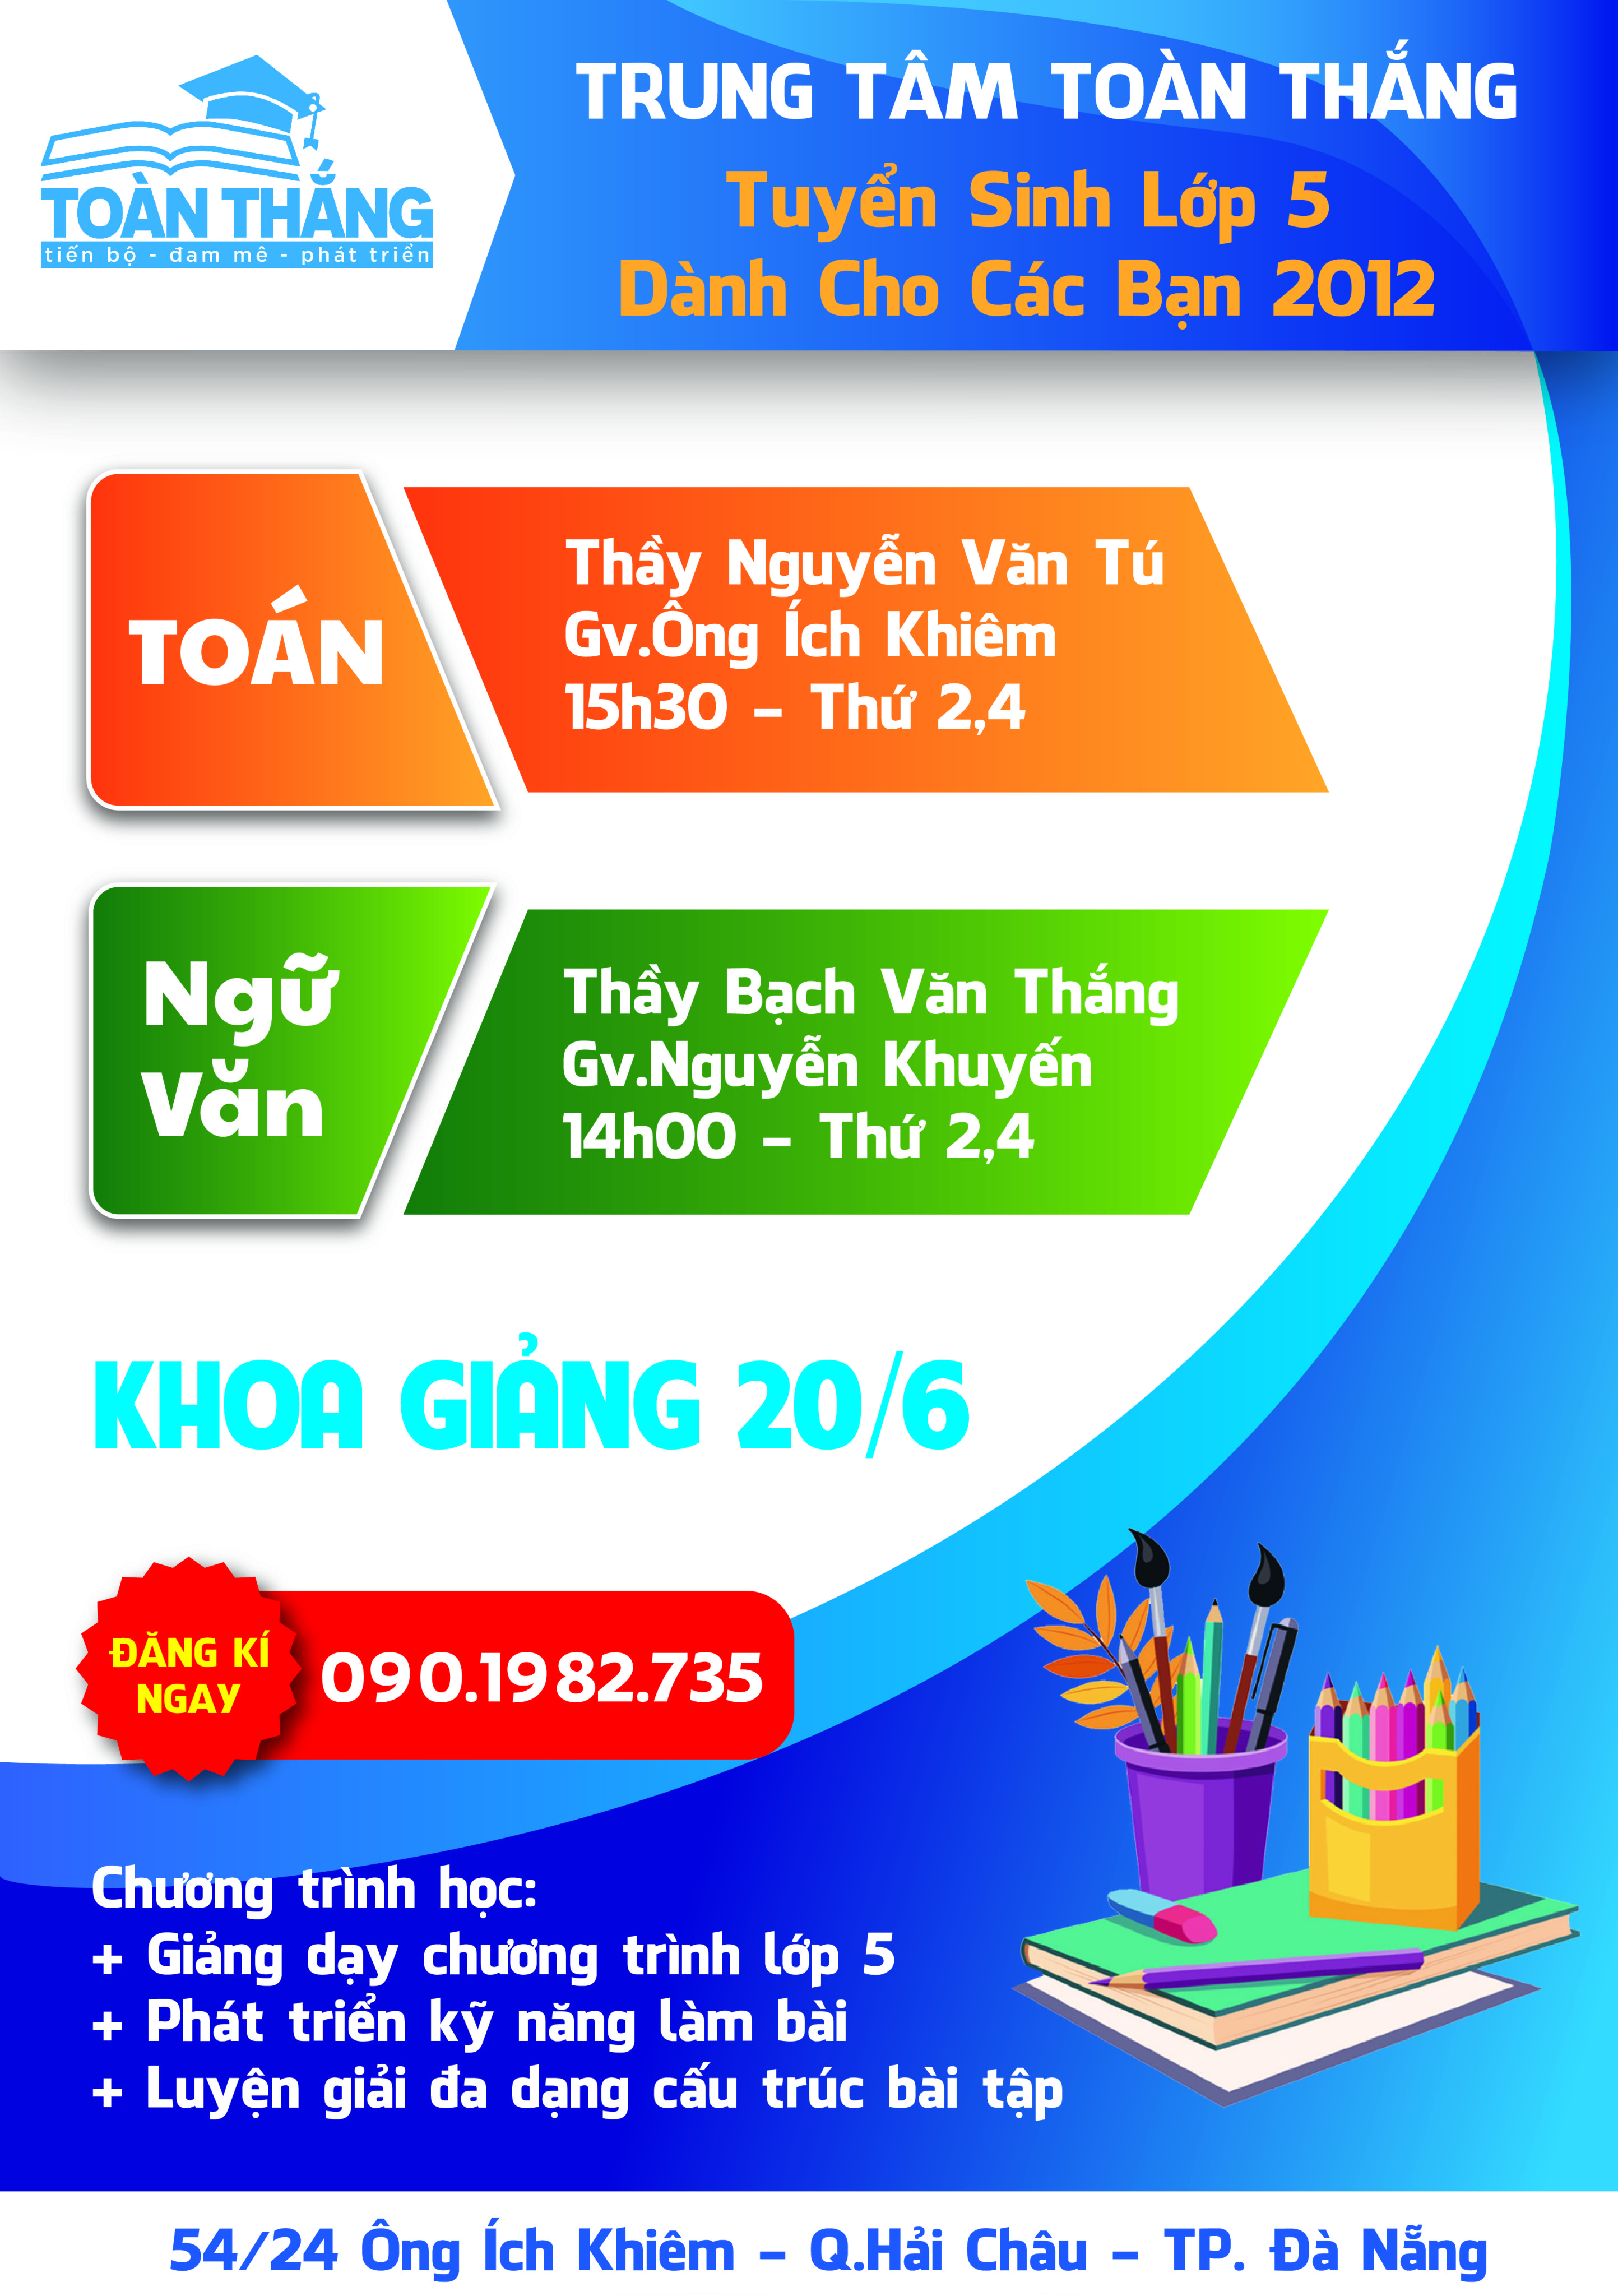 TOÀN THẮNG
tiến bộ - đam mê - phát triển
TRUNG TÂM TOÀN THẮNG
Tuyển Sinh Lớp 5
Dành Cho Các Bạn 2012
TOÁN
Thầy Nguyễn Văn Tú
Gv.Ông Ích Khiêm
15h30 – Thứ 2,4
Ngữ
Văn
Thầy Bạch Văn Thắng
Gv.Nguyễn Khuyến
14h00 – Thứ 2,4
KHOA GIẢNG 20/6
ĐĂNG KÍ
NGAY
090.1982.735
Chương trình học:
+ Giảng dạy chương trình lớp 5
+ Phát triển kỹ năng làm bài
+ Luyện giải đa dạng cấu trúc bài tập
54/24 Ông Ích Khiêm – Q.Hải Châu – TP. Đà Nẵng